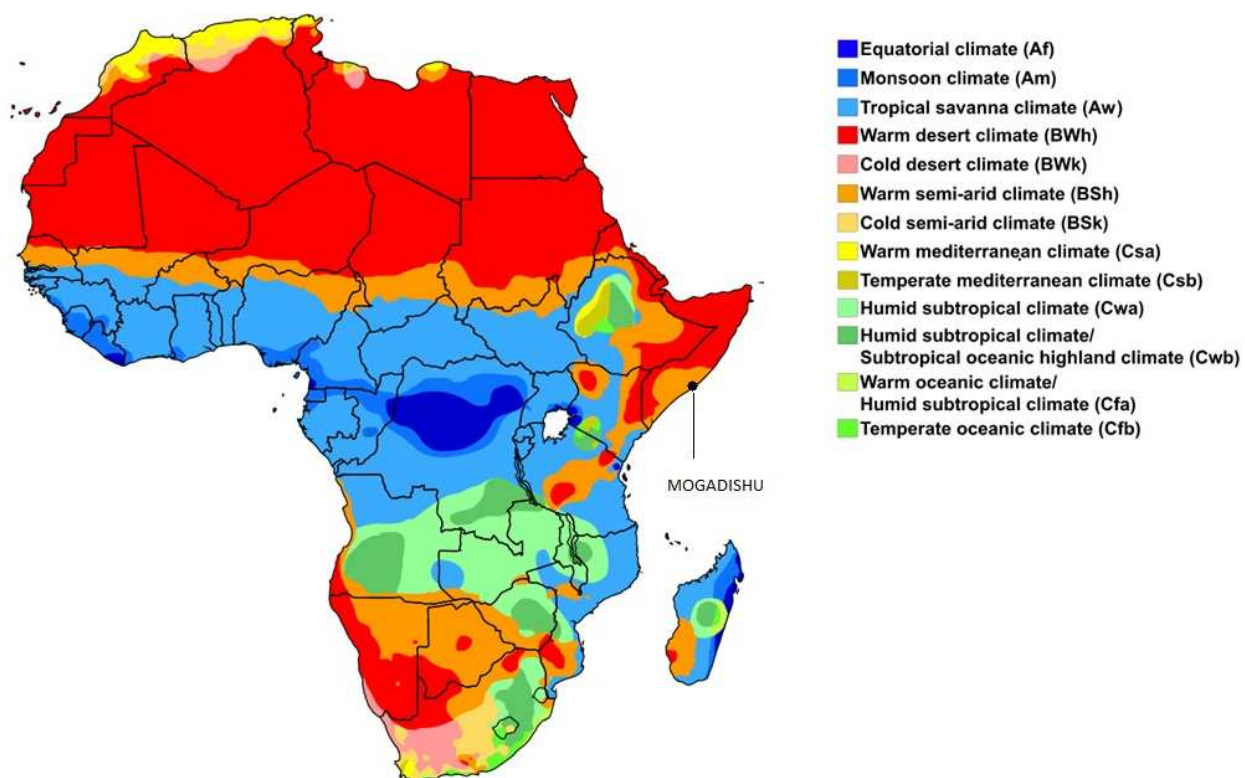 Equatorial climate (Af)
Monsoon climate (Am)
Tropical savanna climate (Aw)
Warm desert climate (BWh)
Cold desert climate (BWk)
Warm semi-arid climate (BSh)
Cold semi-arid climate (BSk)
Warm mediterranean climate (Csa)
Temperate mediterranean climate (Csb)
Humid subtropical climate (Cwa)
Humid subtropical climate/
Subtropical oceanic highland climate (Cwb)
Warm oceanic climate/
Humid subtropical climate (Cfa)
Temperate oceanic climate (Cfb)
MOGADISHU